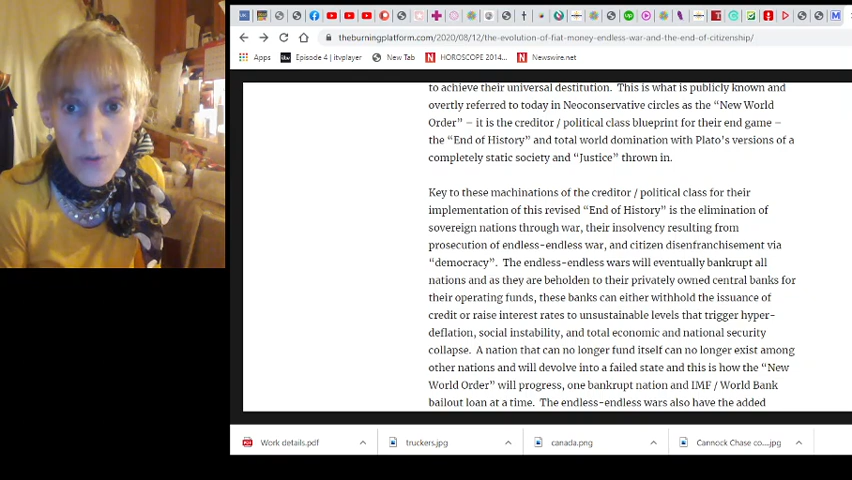 theburningplatform.com/2020/08/12/the-evolution-of-fiat-money-endless-war-and-the-end-of-citizenship/
Apps itv Episode 4 | itvplayer New Tab N HOROSCOPE 2014... N Newswire.net
to achieve their universal destitution. This is what is publicly known and
overtly referred to today in Neoconservative circles as the “New World
Order” – it is the creditor / political class blueprint for their end game –
the “End of History” and total world domination with Plato's versions of a
completely static society and “Justice” thrown in.
Key to these machinations of the creditor / political class for their
implementation of this revised “End of History” is the elimination of
sovereign nations through war, their insolvency resulting from
prosecution of endless-endless war, and citizen disenfranchisement via
“democracy”. The endless-endless wars will eventually bankrupt all
nations and as they are beholden to their privately owned central banks for
their operating funds, these banks can either withhold the issuance of
credit or raise interest rates to unsustainable levels that trigger hyper-
deflation, social instability, and total economic and national security
collapse. A nation that can no longer fund itself can no longer exist among
other nations and will devolve into a failed state and this is how the “New
World Order” will progress, one bankrupt nation and IMF / World Bank
bailout loan at a time. The endless-endless wars also have the added
Work details.pdf truckers.jpg canada.png Cannock Chase co....jpg